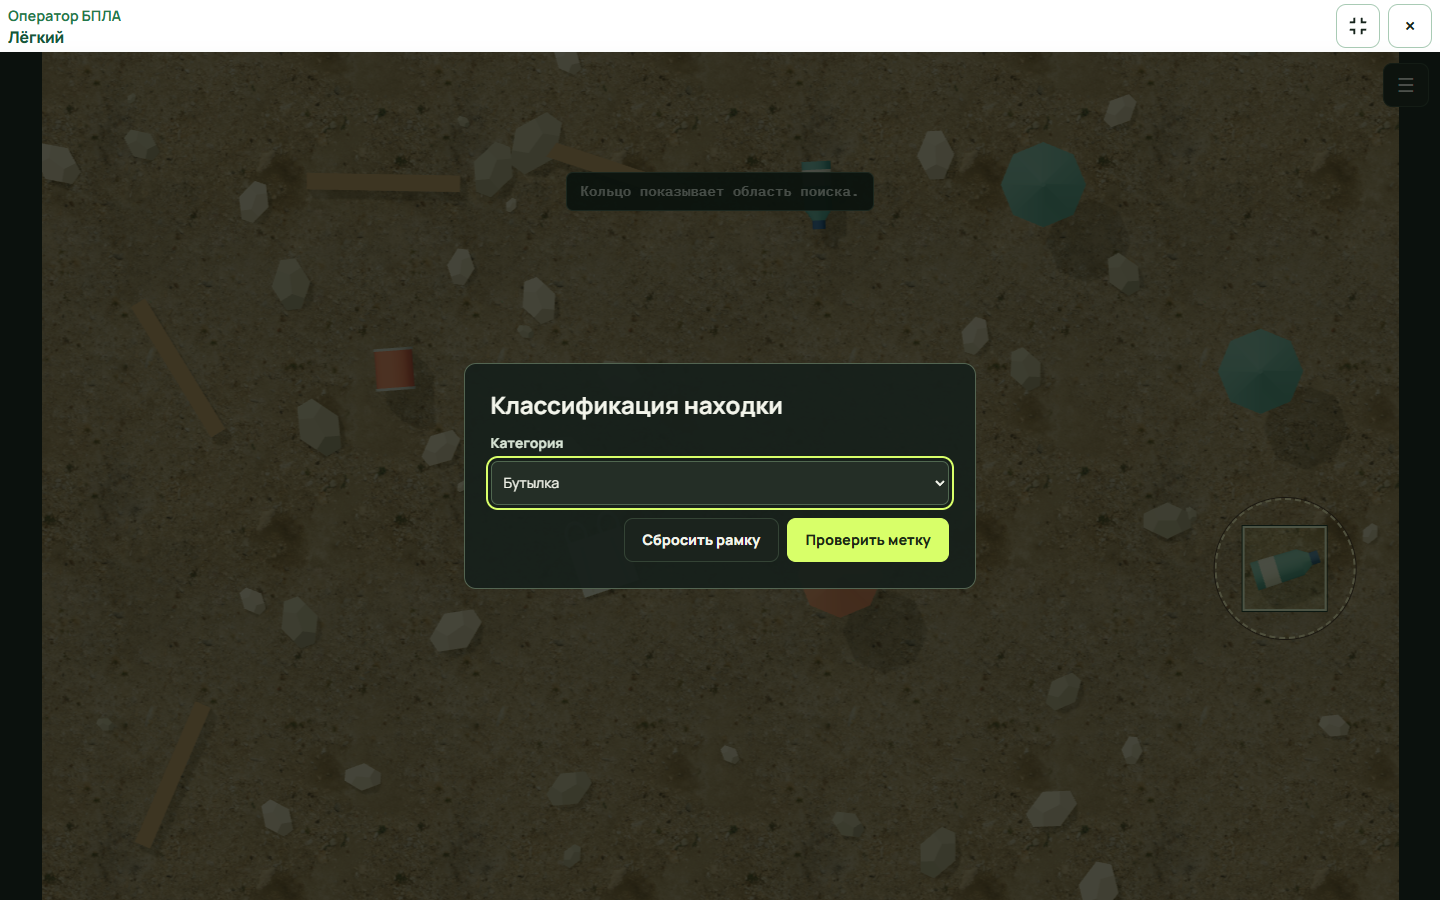 Оператор БПЛА
Лёгкий
Кольцо показывает область поиска.
Классификация находки
Категория
Бутылка
Сбросить рамку
Проверить метку